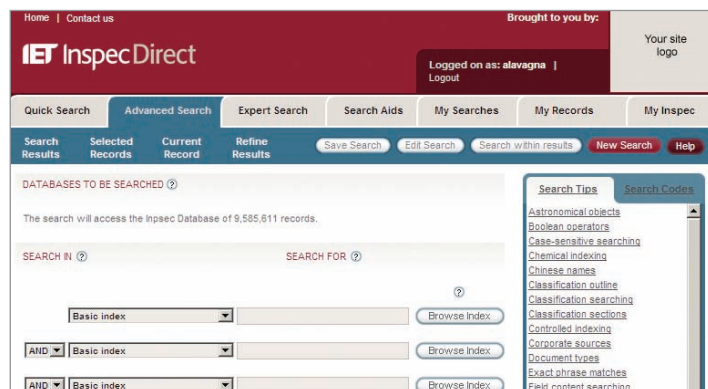 Home | Contact us
Brought to you by:
Your site
logo
IET InspecDirect
Logged on as: alavagna |
Logout
Quick Search
Advanced Search
Expert Search
Search Aids
My Searches
My Records
My Inspec
Search
Results
Selected
Records
Current
Record
Refine
Results
Save Search
Edit Search
Search within results
New Search
Help
DATABASES TO BE SEARCHED ?
The search will access the Inpsec Database of 9,585,611 records.
SEARCH IN ?
SEARCH FOR ?
?
Basic index
Browse Index
AND
Basic index
Browse Index
AND
Basic index
Browse Index
Search Tips
Search Codes
Astronomical objects
Boolean operators
Case-sensitive searching
Chemical indexing
Chinese names
Classification outline
Classification searching
Classification sections
Controlled indexing
Corporate sources
Document types
Exact phrase matches
Field content searching